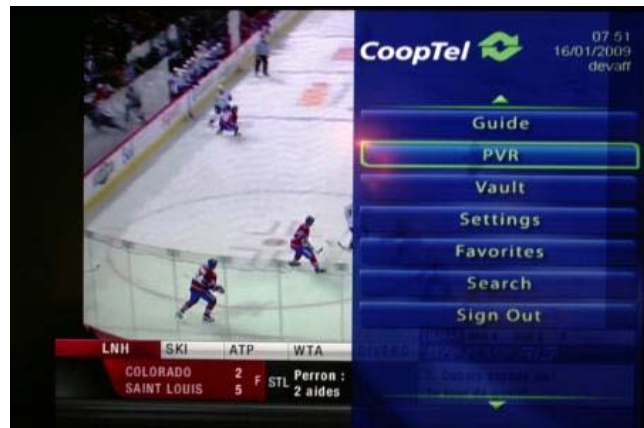 CoopTel
07:51
16/01/2009
devaff
Guide
PVR
Vault
Settings
Favorites
Search
Sign Out
LNH SKI ATP WTA
COLORADO 2
SAINT LOUIS 5
F
STL Perron :
2 aides